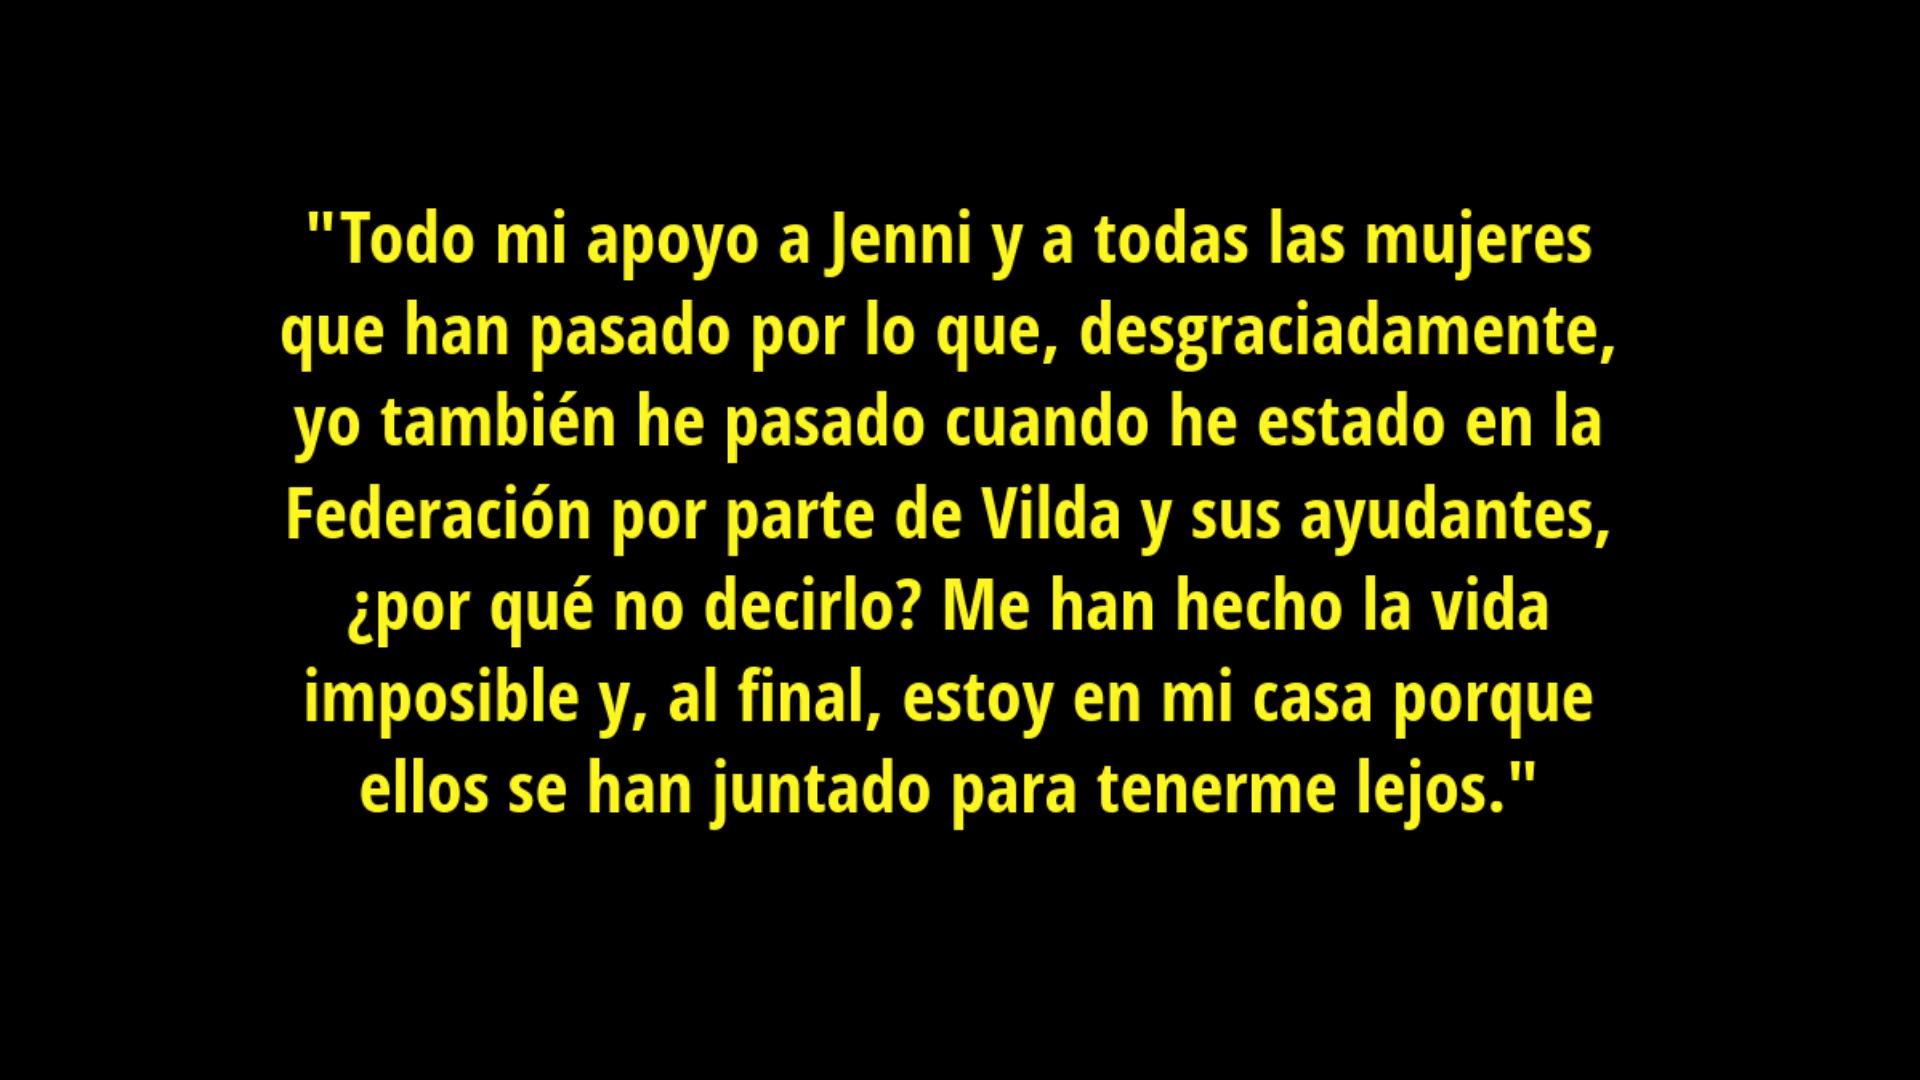 "Todo mi apoyo a Jenni y a todas las mujeres
que han pasado por lo que, desgraciadamente,
yo también he pasado cuando he estado en la
Federación por parte de Vilda y sus ayudantes,
¿por qué no decirlo? Me han hecho la vida
imposible y, al final, estoy en mi casa porque
ellos se han juntado para tenerme lejos."